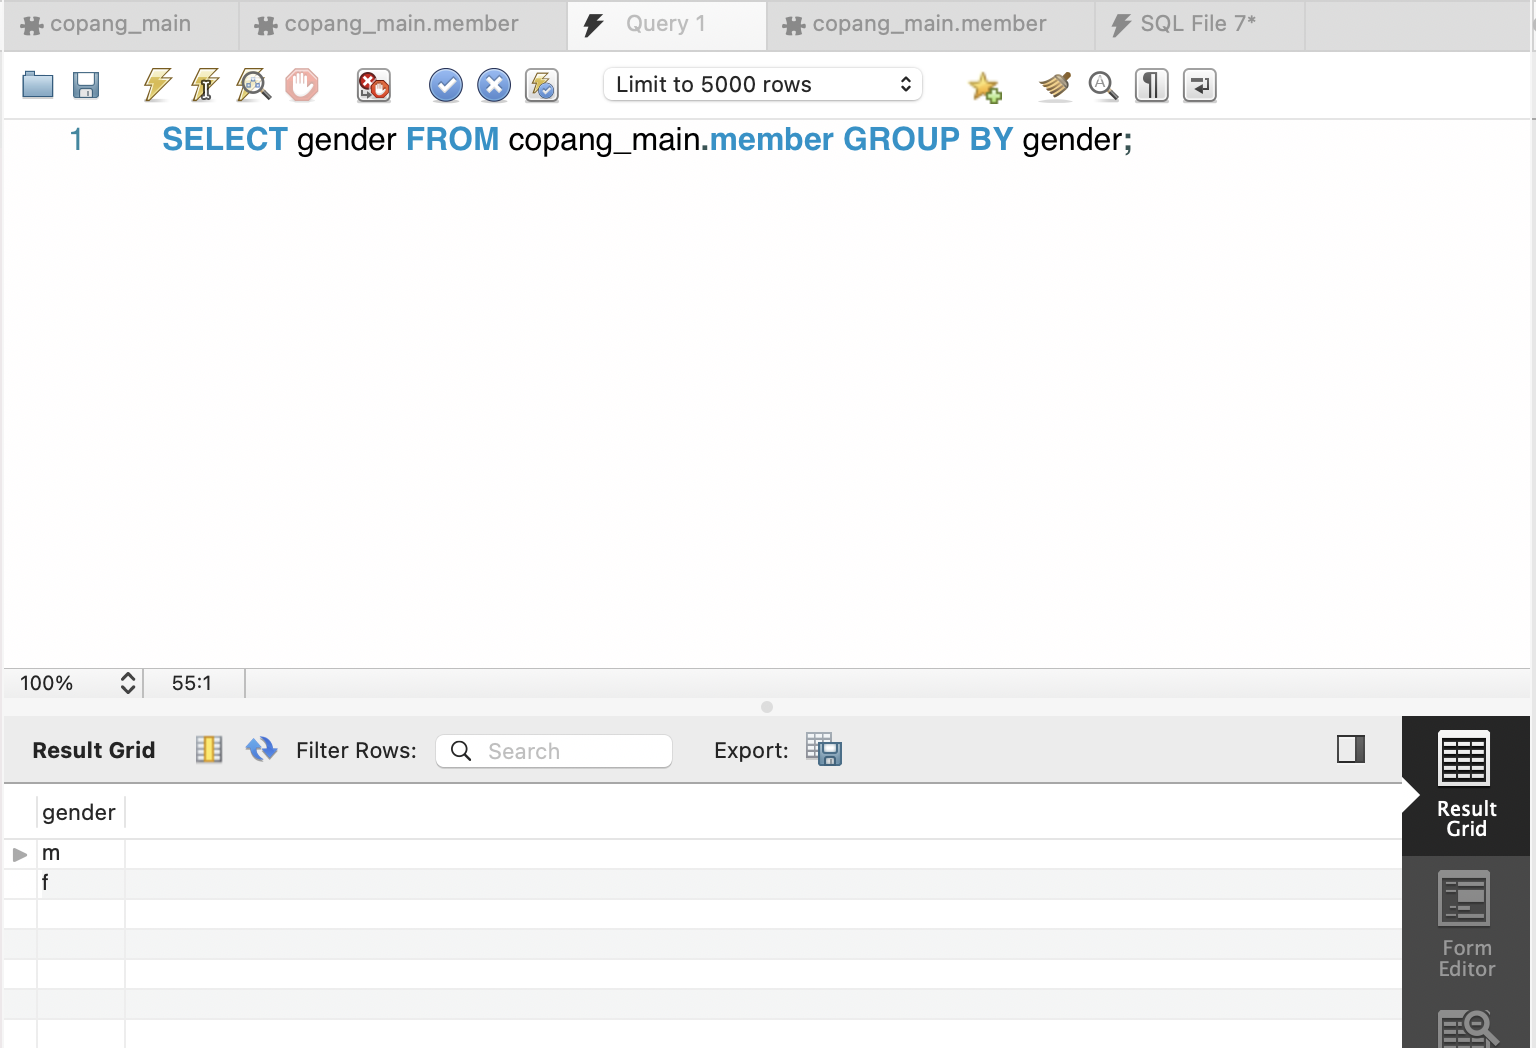 copang_main copang_main.member Query 1 copang_main.member SQL File 7*
Limit to 5000 rows
1 SELECT gender FROM copang_main.member GROUP BY gender;
100% 55:1
Result Grid Filter Rows: Search Export:
gender
m
f
Result
Grid
Form
Editor